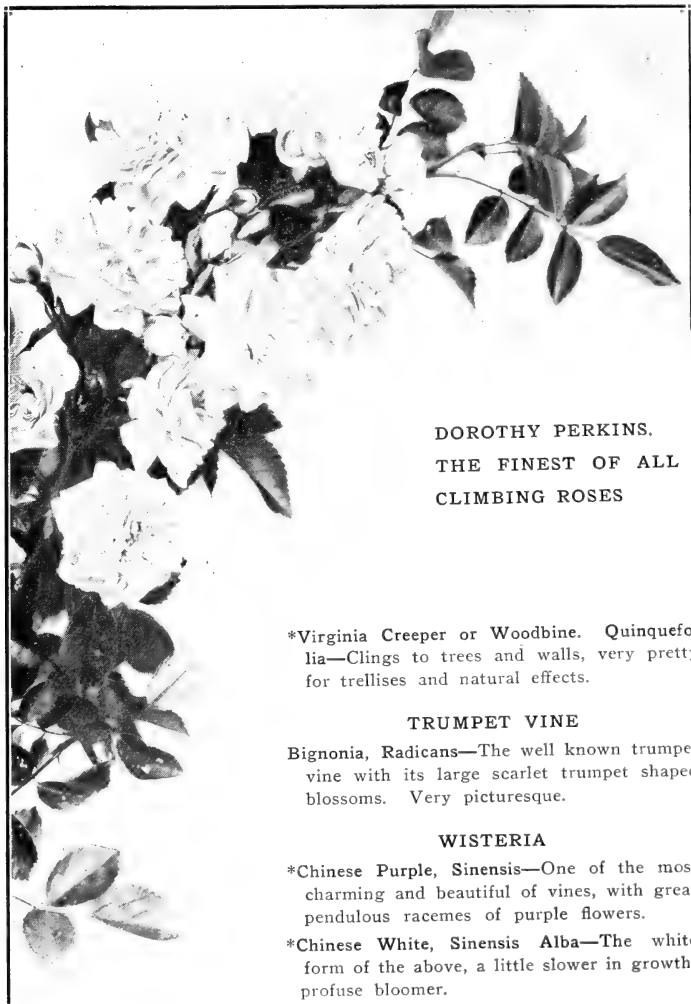 DOROTHY PERKINS.
THE FINEST OF ALL
CLIMBING ROSES
*Virginia Creeper or Woodbine. Quinquefo
lia—Clings to trees and walls, very pretty
for trellises and natural effects.
TRUMPET VINE
Bignonia, Radicans—The well known trumpe
vine with its large scarlet trumpet shaped
blossoms. Very picturesque.
WISTERIA
*Chinese Purple, Sinensis—One of the mos
charming and beautiful of vines, with grea
pendulous racemes of purple flowers.
*Chinese White, Sinensis Alba—The white
form of the above, a little slower in growth
profuse bloomer.